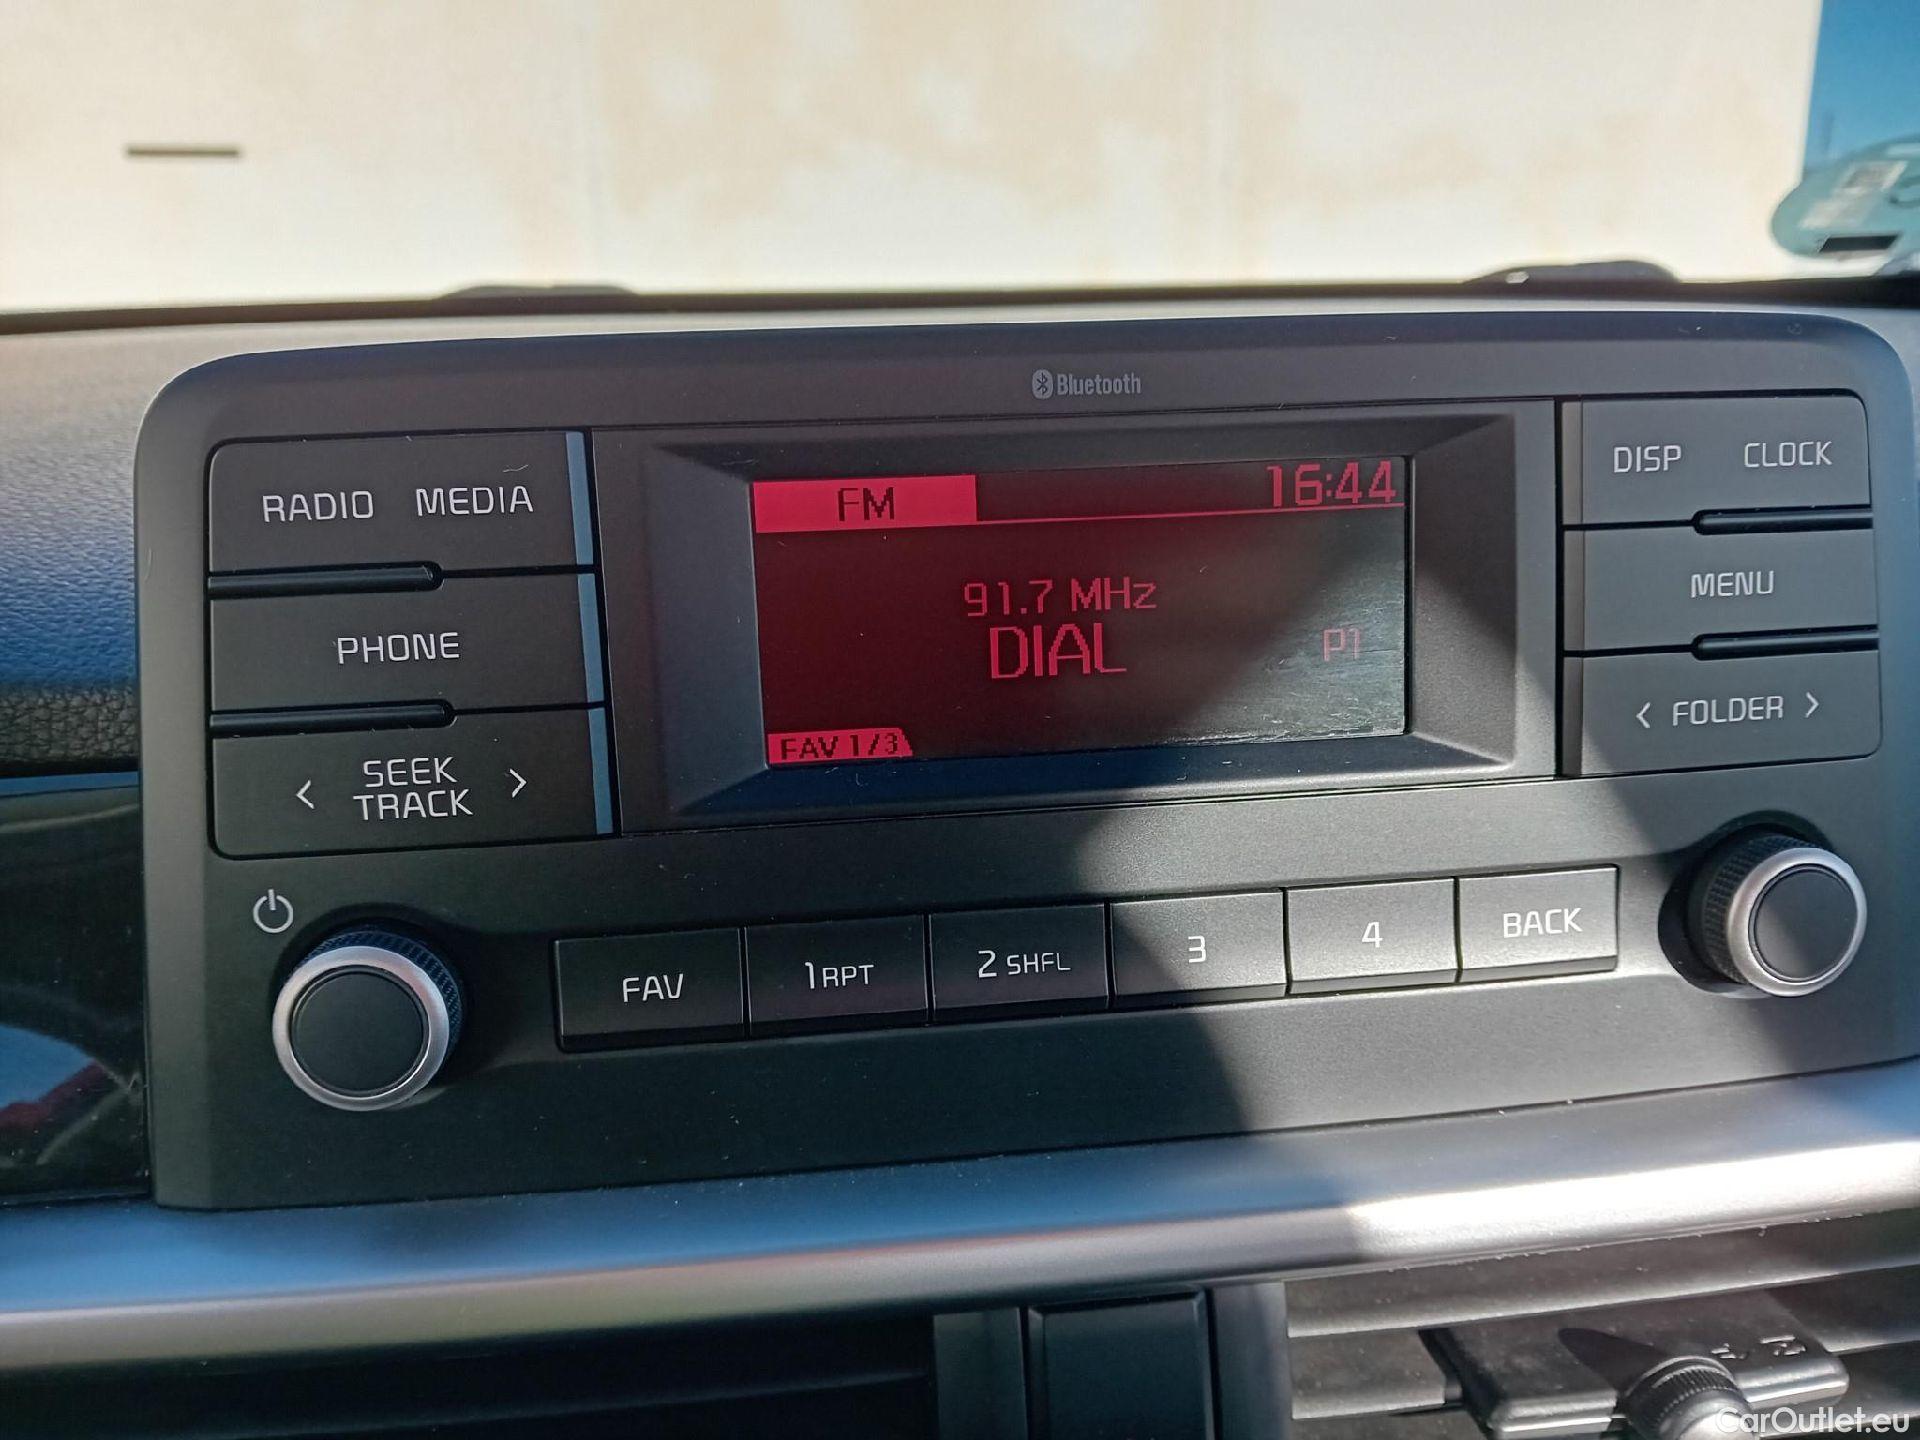 Bluetooth
RADIO MEDIA
PHONE
< SEEK TRACK >
FM 16:44
91.7 MHz
DIAL P1
FAV 1/3
DISP CLOCK
MENU
< FOLDER >
FAV 1 RPT 2 SHFL 3 4 BACK
CarOutlet.eu